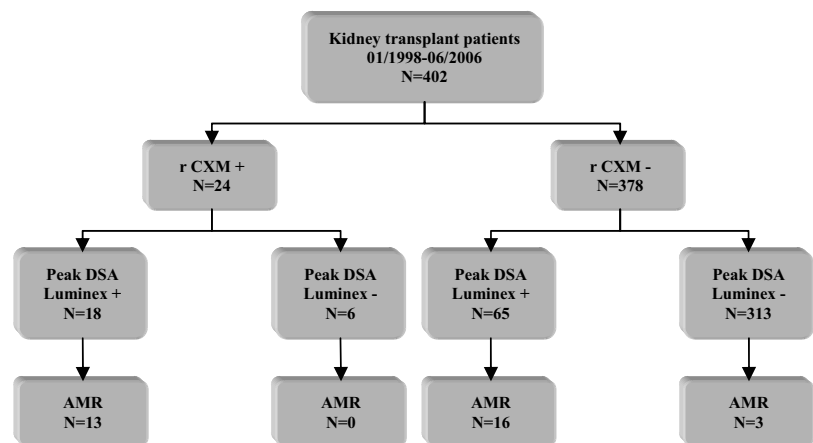 Kidney transplant patients
01/1998-06/2006
N=402
r CXM +
N=24
r CXM -
N=378
Peak DSA
Luminex +
N=18
Peak DSA
Luminex -
N=6
Peak DSA
Luminex +
N=65
Peak DSA
Luminex -
N=313
AMR
N=13
AMR
N=0
AMR
N=16
AMR
N=3